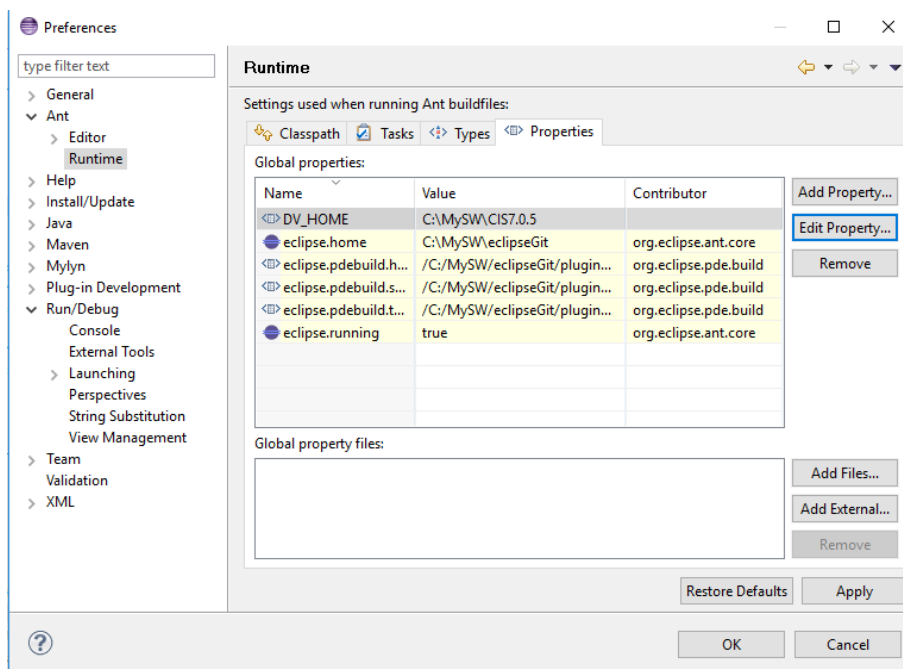 Preferences
type filter text
General
Ant
Editor
Runtime
Help
Install/Update
Java
Maven
Mylyn
Plug-in Development
Run/Debug
Console
External Tools
Launching
Perspectives
String Substitution
View Management
Team
Validation
XML
Runtime
Settings used when running Ant buildfiles:
Classpath Tasks Types Properties
Global properties:
Name Value Contributor
DV_HOME C:\MySW\CIS7.0.5
eclipse.home C:\MySW\eclipseGit org.eclipse.ant.core
eclipse.pdebuild.h... /C:/MySW/eclipseGit/plugin... org.eclipse.pde.build
eclipse.pdebuild.s... /C:/MySW/eclipseGit/plugin... org.eclipse.pde.build
eclipse.pdebuild.t... /C:/MySW/eclipseGit/plugin... org.eclipse.pde.build
eclipse.running true org.eclipse.ant.core
Add Property...
Edit Property...
Remove
Global property files:
Add Files...
Add External...
Remove
Restore Defaults Apply
? OK Cancel